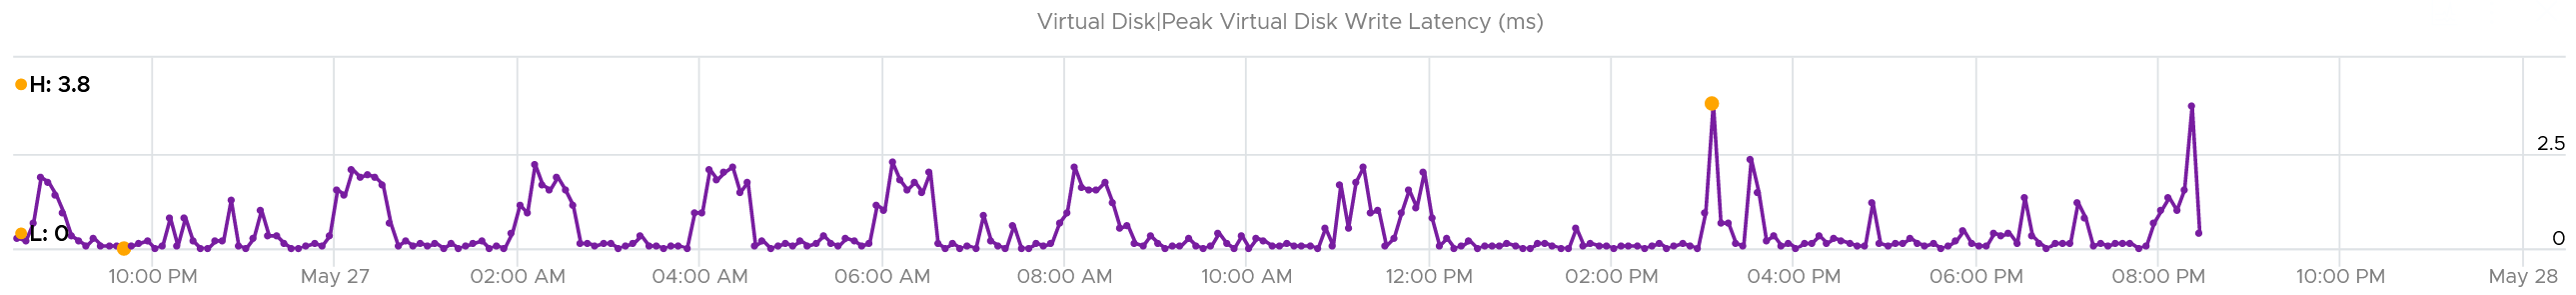 Virtual Disk|Peak Virtual Disk Write Latency (ms)
H: 3.8
2.5
L: 0
0
10:00 PM May 27 02:00 AM 04:00 AM 06:00 AM 08:00 AM 10:00 AM 12:00 PM 02:00 PM 04:00 PM 06:00 PM 08:00 PM 10:00 PM May 28